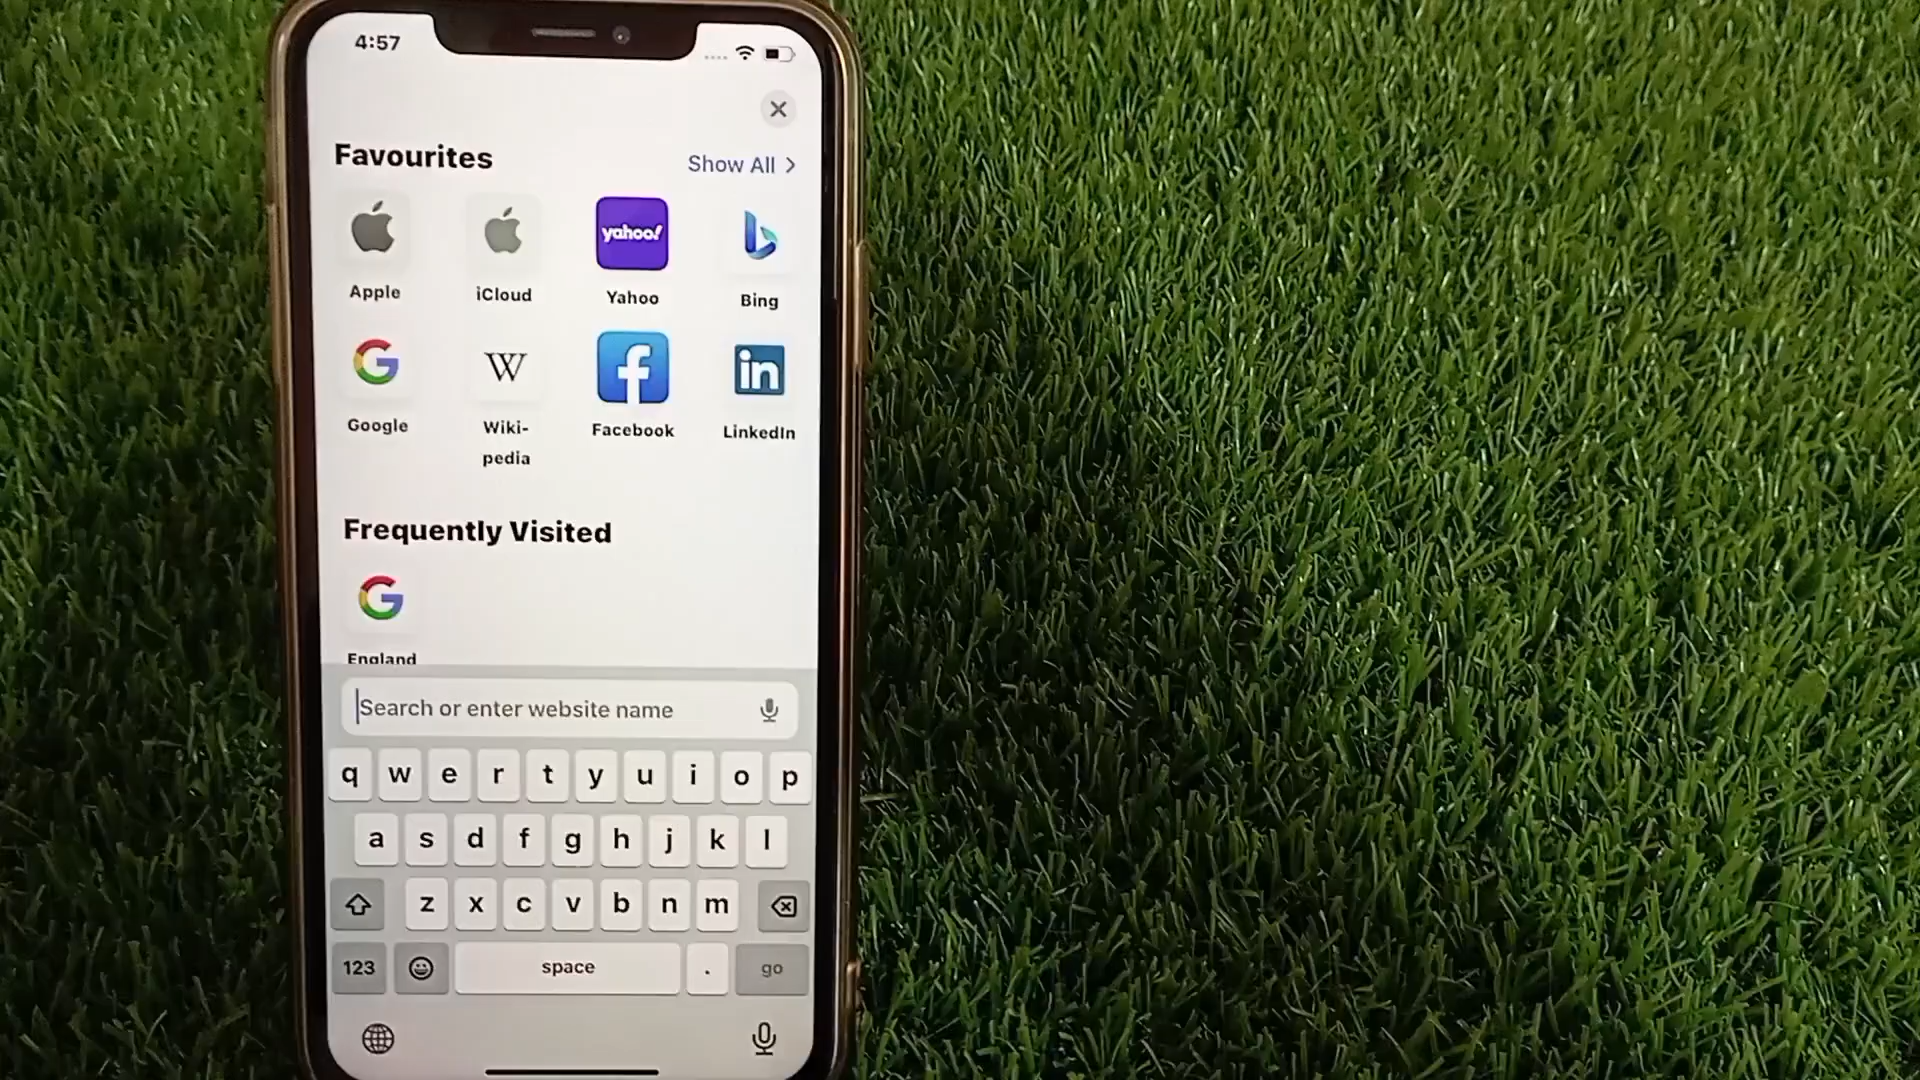 4:57
Favourites
Show All >
yahoo!
Apple
iCloud
Yahoo
Bing
W
f
in
Google
Wiki-
pedia
Facebook
LinkedIn
Frequently Visited
G
England
Search or enter website name
q w e r t y u i o p
a s d f g h j k l
z x c v b n m
123 space . go